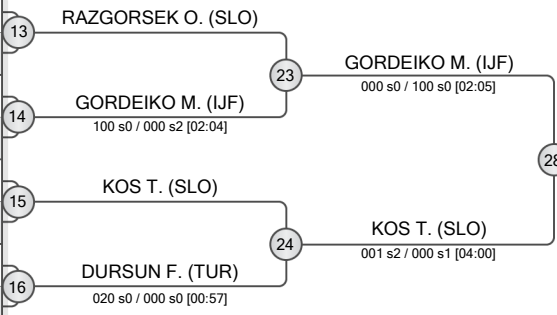 RAZGORSEK O. (SLO)
13
GORDEIKO M. (IJF)
23
000 s0 / 100 s0 [02:05]
GORDEIKO M. (IJF)
14
100 s0 / 000 s2 [02:04]
28
KOS T. (SLO)
15
KOS T. (SLO)
24
001 s2 / 000 s1 [04:00]
DURSUN F. (TUR)
16
020 s0 / 000 s0 [00:57]